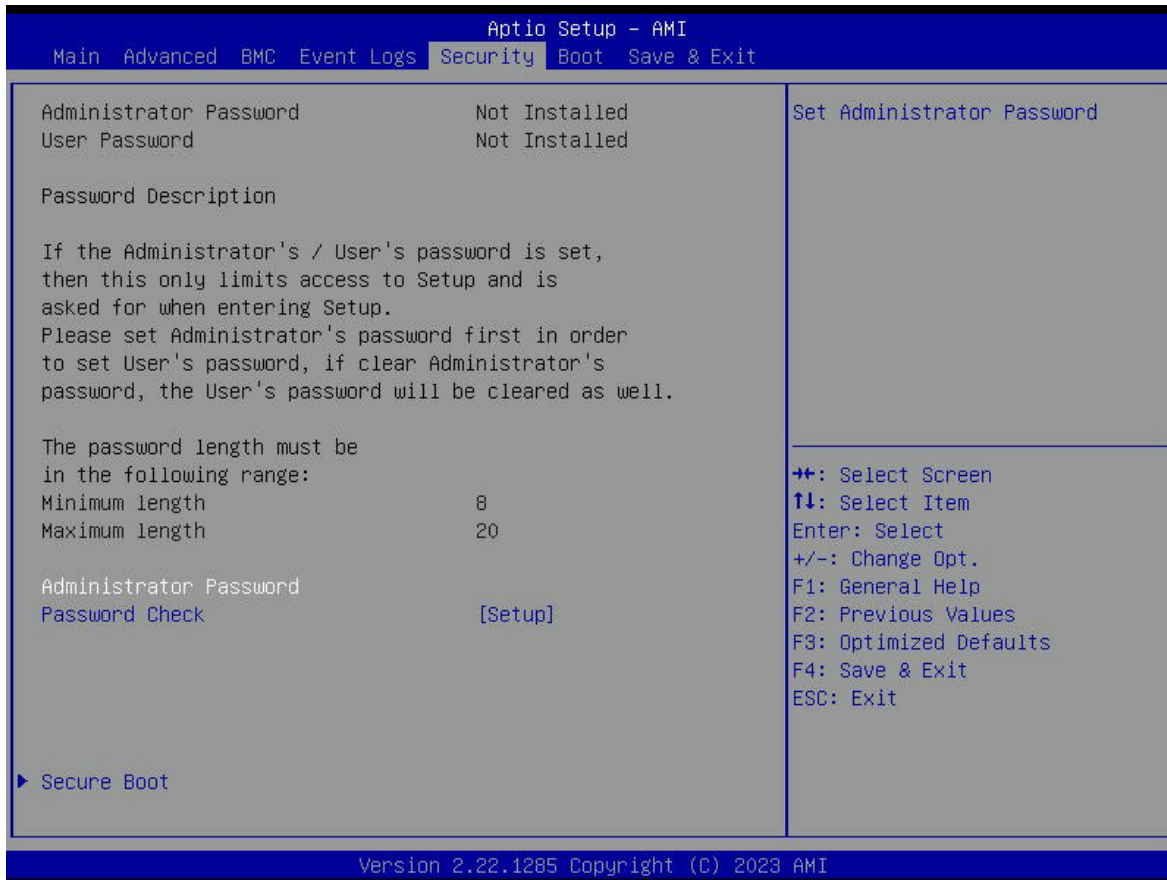 Aptio Setup – AMI
Main Advanced BMC Event Logs Security Boot Save & Exit
Administrator Password Not Installed
User Password Not Installed
Password Description
If the Administrator's / User's password is set,
then this only limits access to Setup and is
asked for when entering Setup.
Please set Administrator's password first in order
to set User's password, if clear Administrator's
password, the User's password will be cleared as well.
The password length must be
in the following range:
Minimum length 8
Maximum length 20
Administrator Password
Password Check [Setup]
▶ Secure Boot
Set Administrator Password
→←: Select Screen
↑↓: Select Item
Enter: Select
+/-: Change Opt.
F1: General Help
F2: Previous Values
F3: Optimized Defaults
F4: Save & Exit
ESC: Exit
Version 2.22.1285 Copyright (C) 2023 AMI